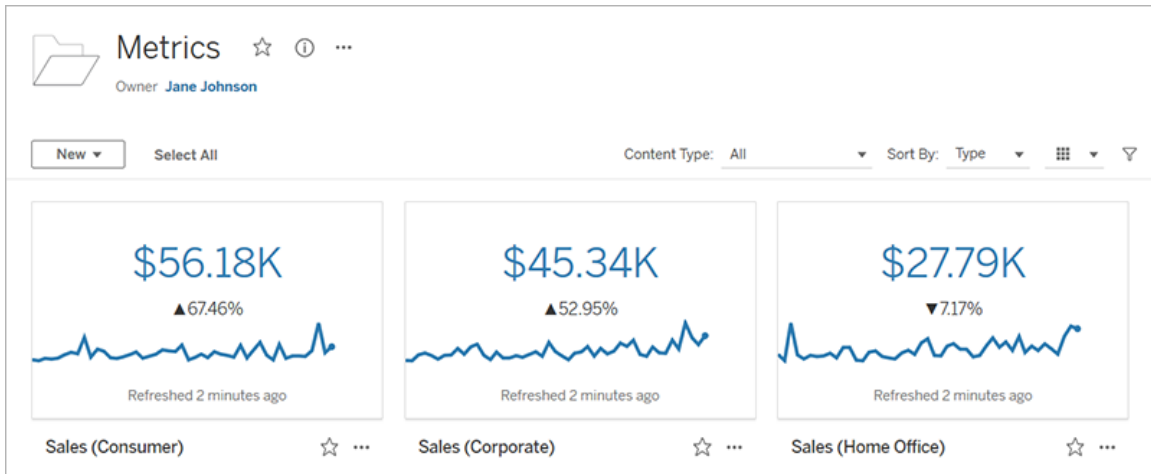 Metrics
Owner Jane Johnson
New
Select All
Content Type: All
Sort By: Type
$56.18K
▲67.46%
Refreshed 2 minutes ago
Sales (Consumer)
$45.34K
▲52.95%
Refreshed 2 minutes ago
Sales (Corporate)
$27.79K
▼7.17%
Refreshed 2 minutes ago
Sales (Home Office)